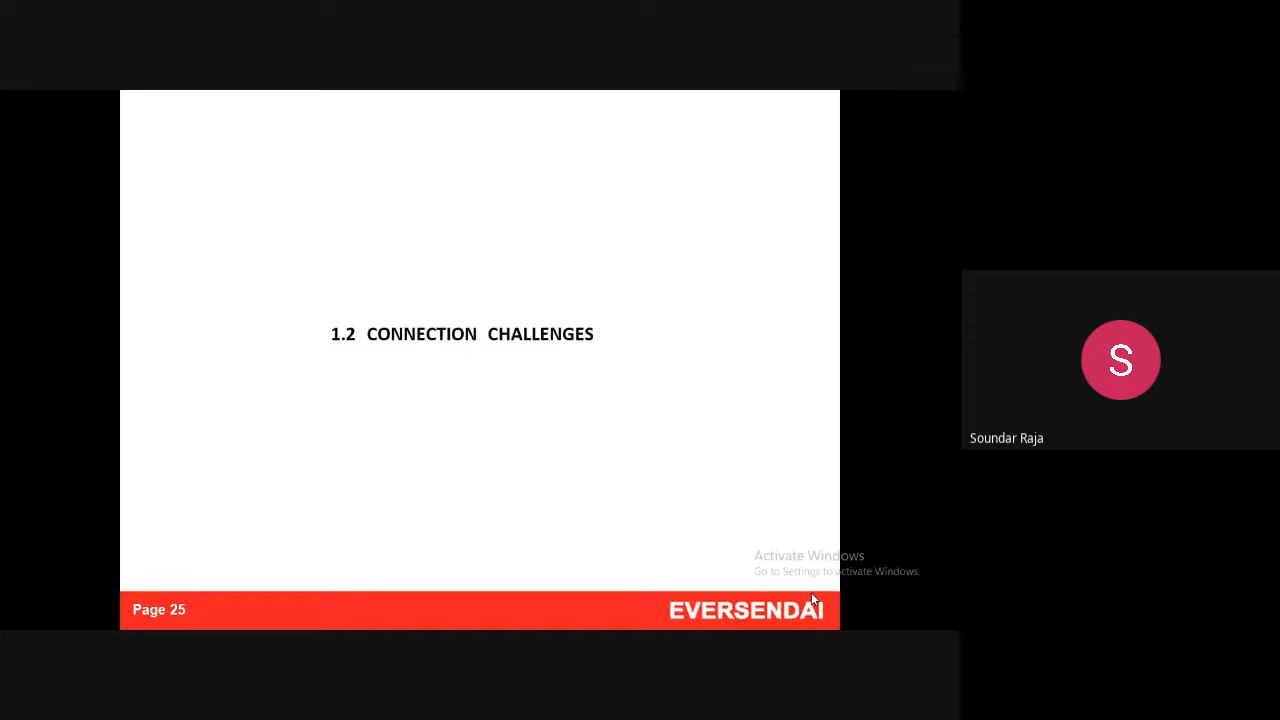 1.2 CONNECTION CHALLENGES
S
Soundar Raja
Activate Windows
Go to Settings to activate Windows.
Page 25
EVERSENDAI